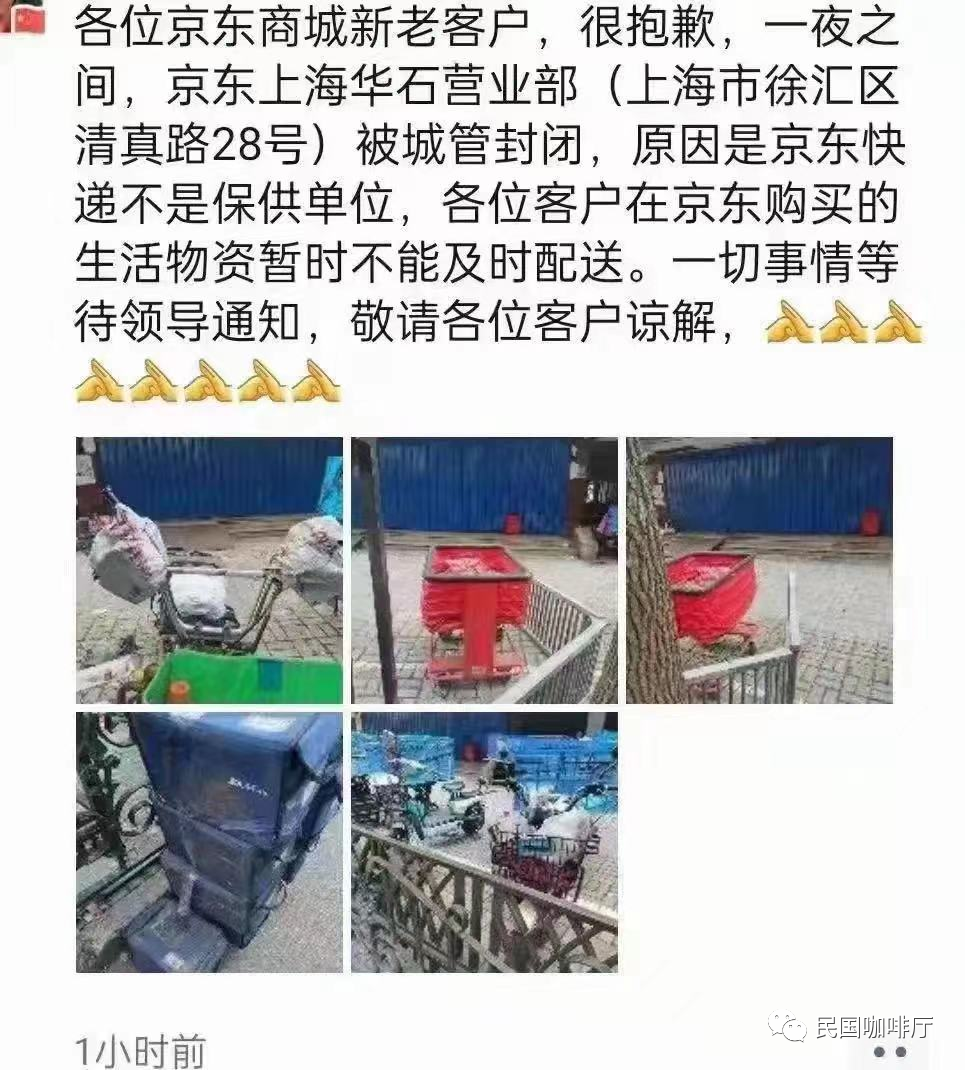 各位京东商城新老客户，很抱歉，一夜之
间，京东上海华石营业部（上海市徐汇区
清真路28号）被城管封闭，原因是京东快
递不是保供单位，各位客户在京东购买的
生活物资暂时不能及时配送。一切事情等
待领导通知，敬请各位客户谅解，🫴🫴🫴
🫴🫴🫴🫴🫴
1小时前
民国咖啡厅